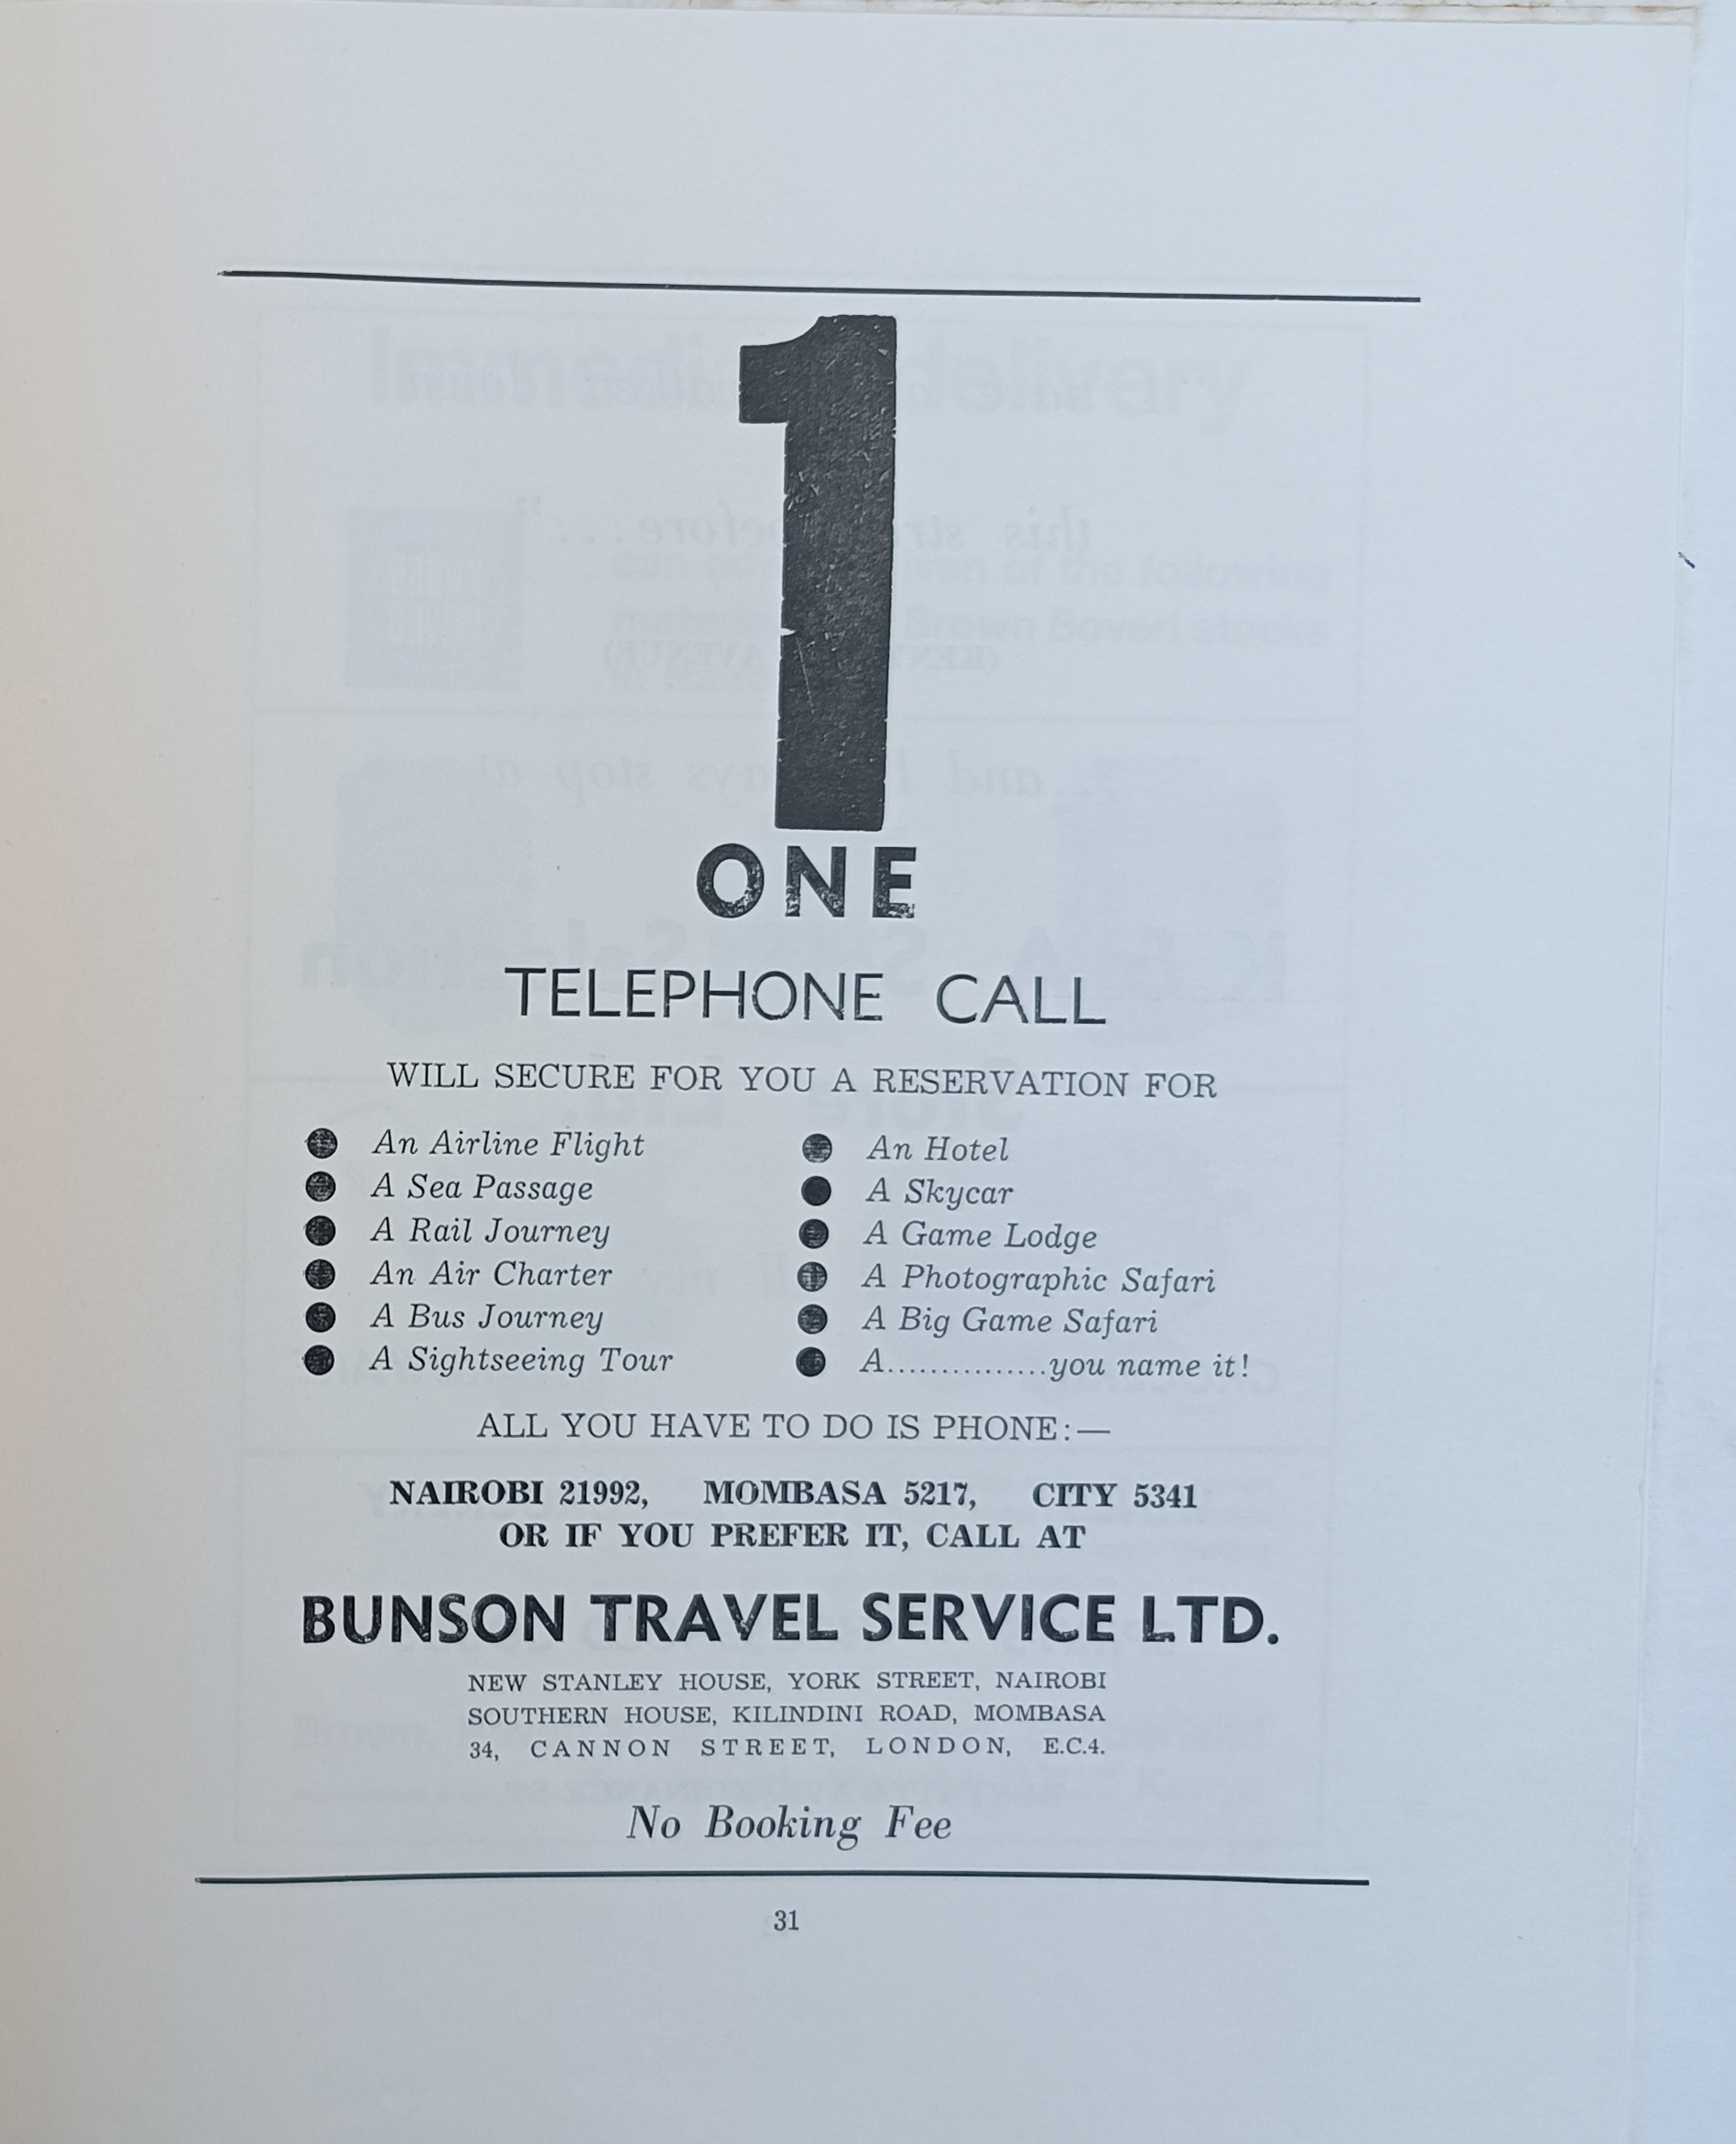 1
ONE
TELEPHONE CALL
WILL SECURE FOR YOU A RESERVATION FOR
● An Airline Flight
● A Sea Passage
● A Rail Journey
● An Air Charter
● A Bus Journey
● A Sightseeing Tour
● An Hotel
● A Skycar
● A Game Lodge
● A Photographic Safari
● A Big Game Safari
● A...............you name it!
ALL YOU HAVE TO DO IS PHONE:—
NAIROBI 21992, MOMBASA 5217, CITY 5341
OR IF YOU PREFER IT, CALL AT
BUNSON TRAVEL SERVICE LTD.
NEW STANLEY HOUSE, YORK STREET, NAIROBI
SOUTHERN HOUSE, KILINDINI ROAD, MOMBASA
34, CANNON STREET, LONDON, E.C.4.
No Booking Fee
31